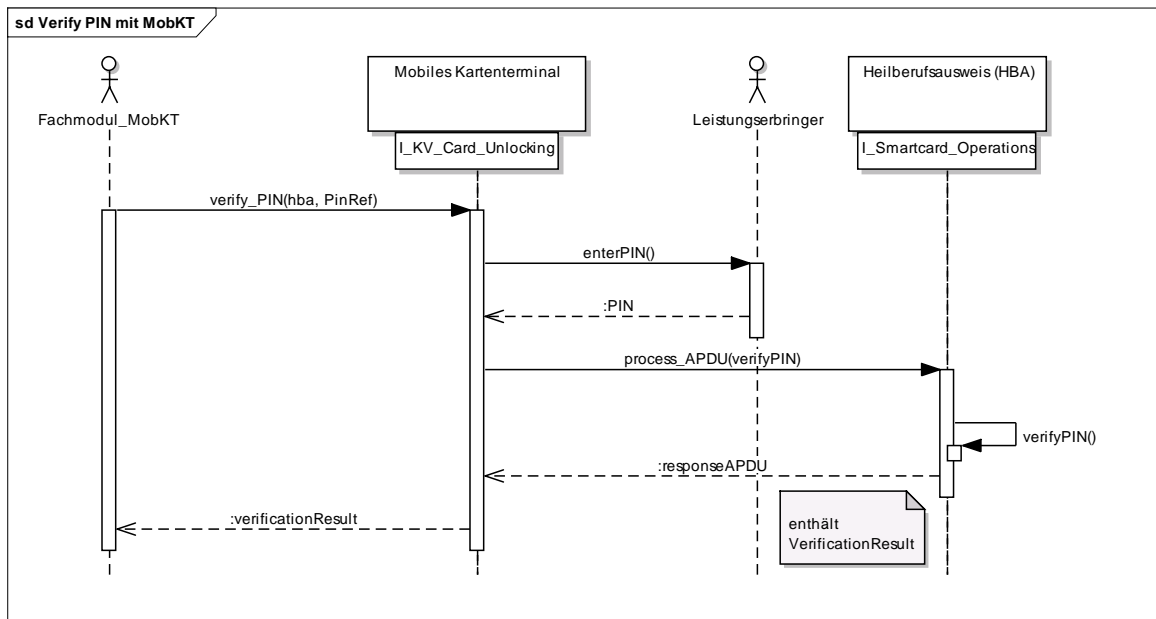 sd Verify PIN mit MobKT
Fachmodul_MobKT
Mobiles Kartenterminal
I_KV_Card_Unlocking
Leistungserbringer
Heilberufsausweis (HBA)
I_Smartcard_Operations
verify_PIN(hba, PinRef)
enterPIN()
:PIN
process_APDU(verifyPIN)
verifyPIN()
:responseAPDU
:verificationResult
enthält
VerificationResult